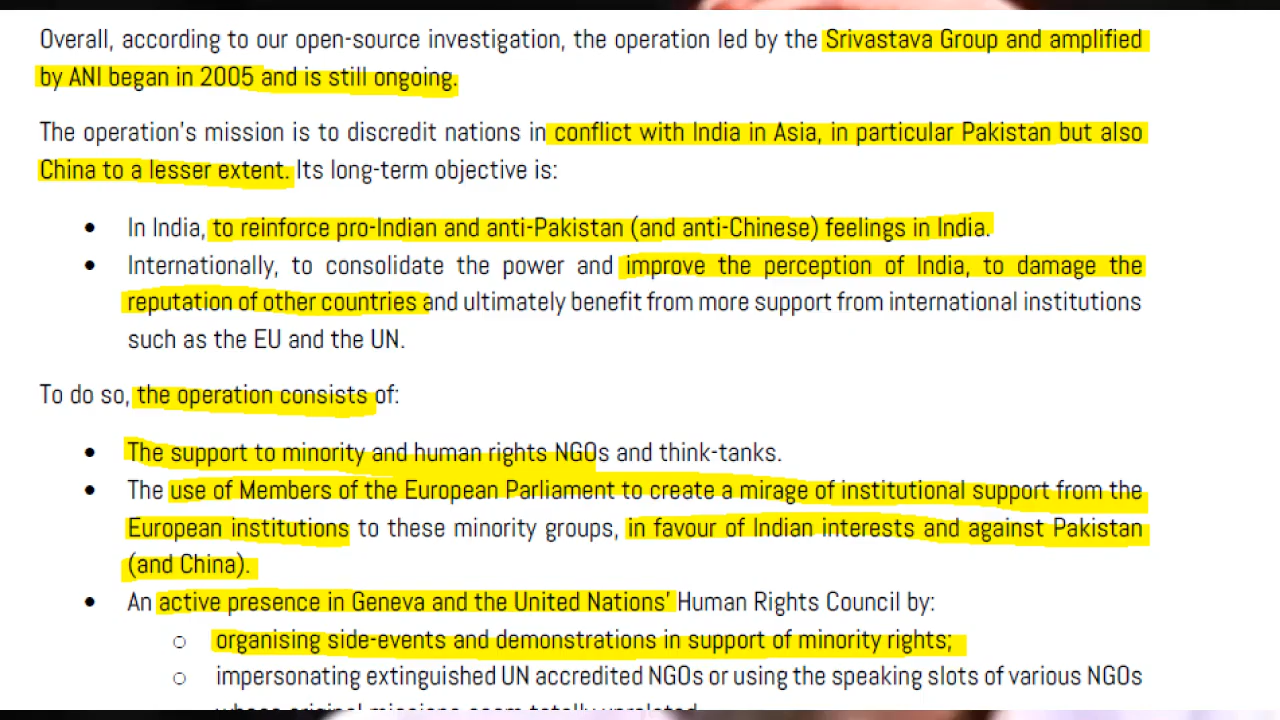 Overall, according to our open-source investigation, the operation led by the Srivastava Group and amplified
by ANI began in 2005 and is still ongoing.
The operation's mission is to discredit nations in conflict with India in Asia, in particular Pakistan but also
China to a lesser extent. Its long-term objective is:
• In India, to reinforce pro-Indian and anti-Pakistan (and anti-Chinese) feelings in India.
• Internationally, to consolidate the power and improve the perception of India, to damage the
reputation of other countries and ultimately benefit from more support from international institutions
such as the EU and the UN.
To do so, the operation consists of:
• The support to minority and human rights NGOs and think-tanks.
• The use of Members of the European Parliament to create a mirage of institutional support from the
European institutions to these minority groups, in favour of Indian interests and against Pakistan
(and China).
• An active presence in Geneva and the United Nations' Human Rights Council by:
○ organising side-events and demonstrations in support of minority rights;
○ impersonating extinguished UN accredited NGOs or using the speaking slots of various NGOs
whose original missions seem totally unrelated